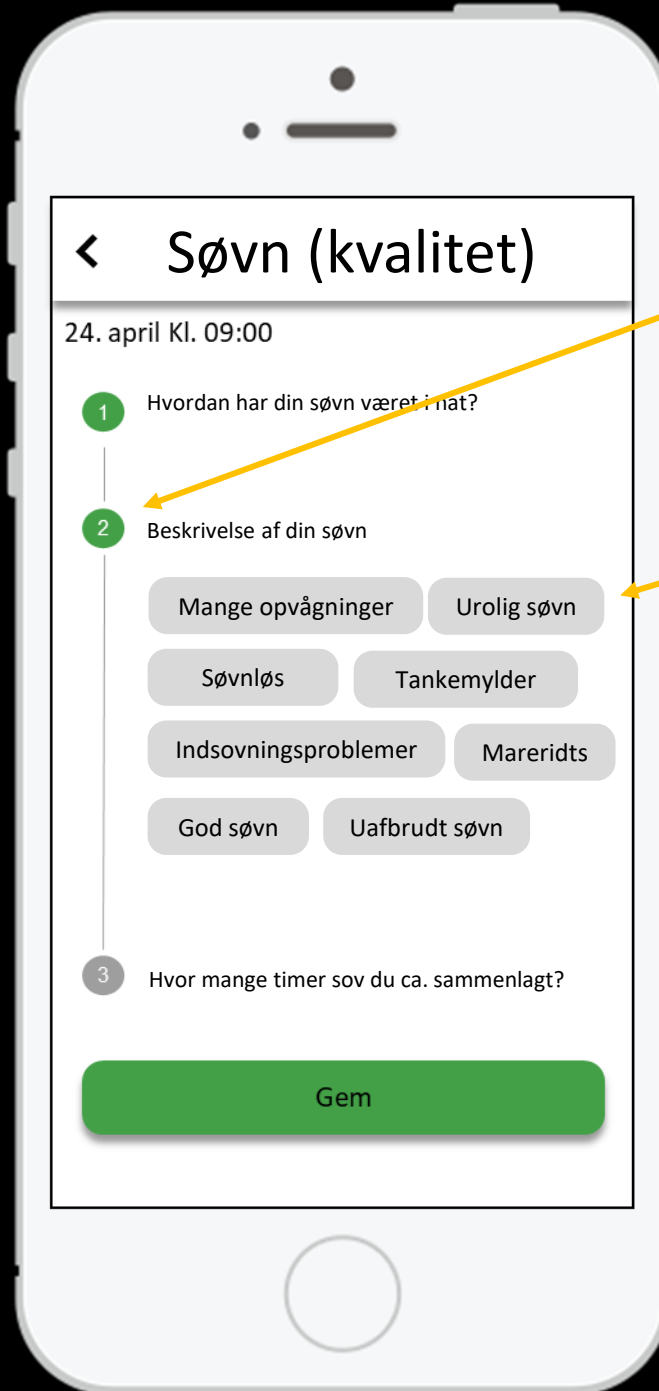 Søvn (kvalitet)
24. april Kl. 09:00
1 Hvordan har din søvn været i nat?
2 Beskrivelse af din søvn
Mange opvågninger Urolig søvn
Søvnløs Tankemylder
Indsovningsproblemer Mareridts
God søvn Uafbrudt søvn
3 Hvor mange timer sov du ca. sammenlagt?
Gem